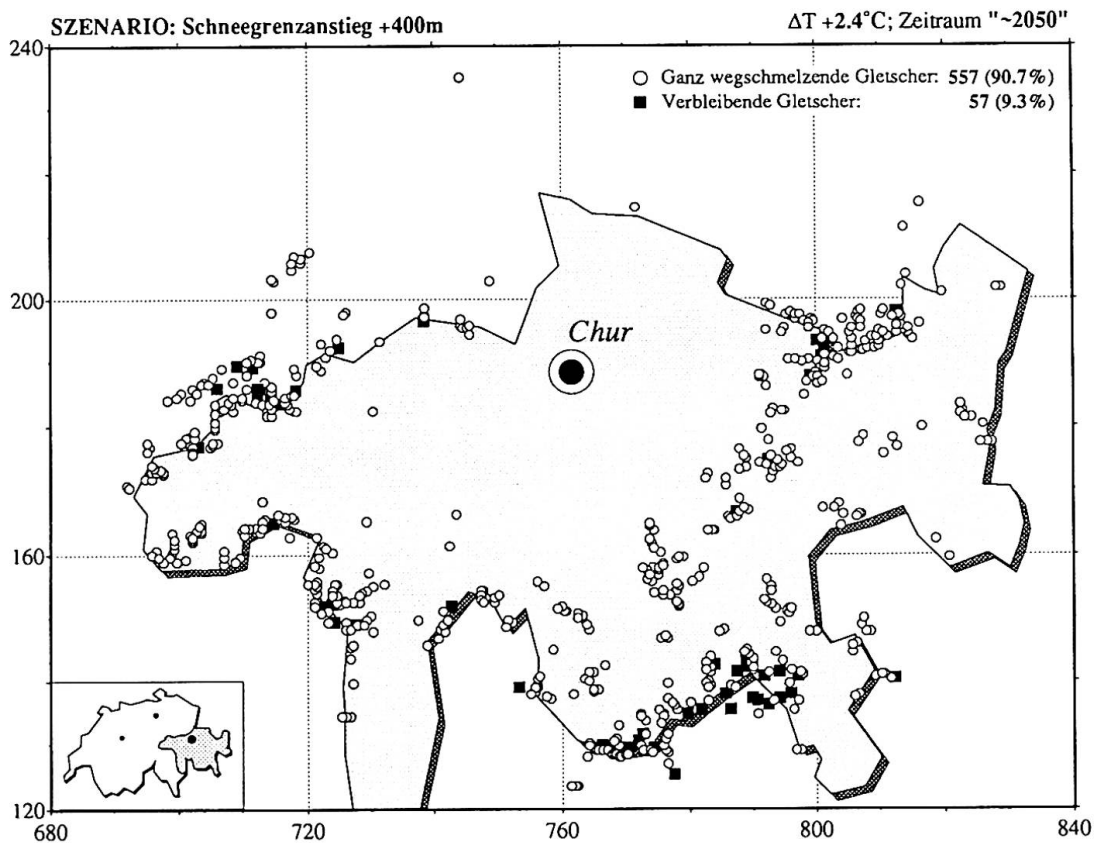 SZENARIO: Schneegrenzanstieg +400m
ΔT +2.4°C; Zeitraum "~2050"
240
Ganz wegschmelzende Gletscher: 557 (90.7%)
Verbleibende Gletscher: 57 (9.3%)
200
Chur
160
120
680 720 760 800 840